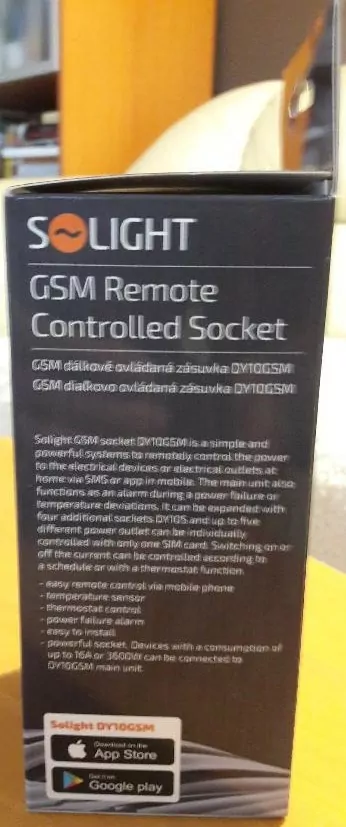 SOLIGHT
GSM Remote
Controlled Socket
GSM dálkově ovládaná zásuvka DY10GSM
GSM diaľkovo ovládaná zásuvka DY10GSM
Solight GSM socket DY10GSM is a simple and
powerful systems to remotely control the power
to the electrical devices or electrical outlets at
home via SMS or app in mobile. The main unit also
functions as an alarm during a power failure or
temperature deviations. It can be expanded with
four additional sockets DY10S and up to five
different power outlet can be individually
controlled with only one SIM card. Switching on or
off the current can be controlled according to
a schedule or with a thermostat function.
- easy remote control via mobile phone
- temperature sensor
- thermostat control
- power failure alarm
- easy to install
- powerful socket. Devices with a consumption of
up to 16A or 3600W can be connected to
DY10GSM main unit.
Solight DY10GSM
Download on the
App Store
Get it on
Google play